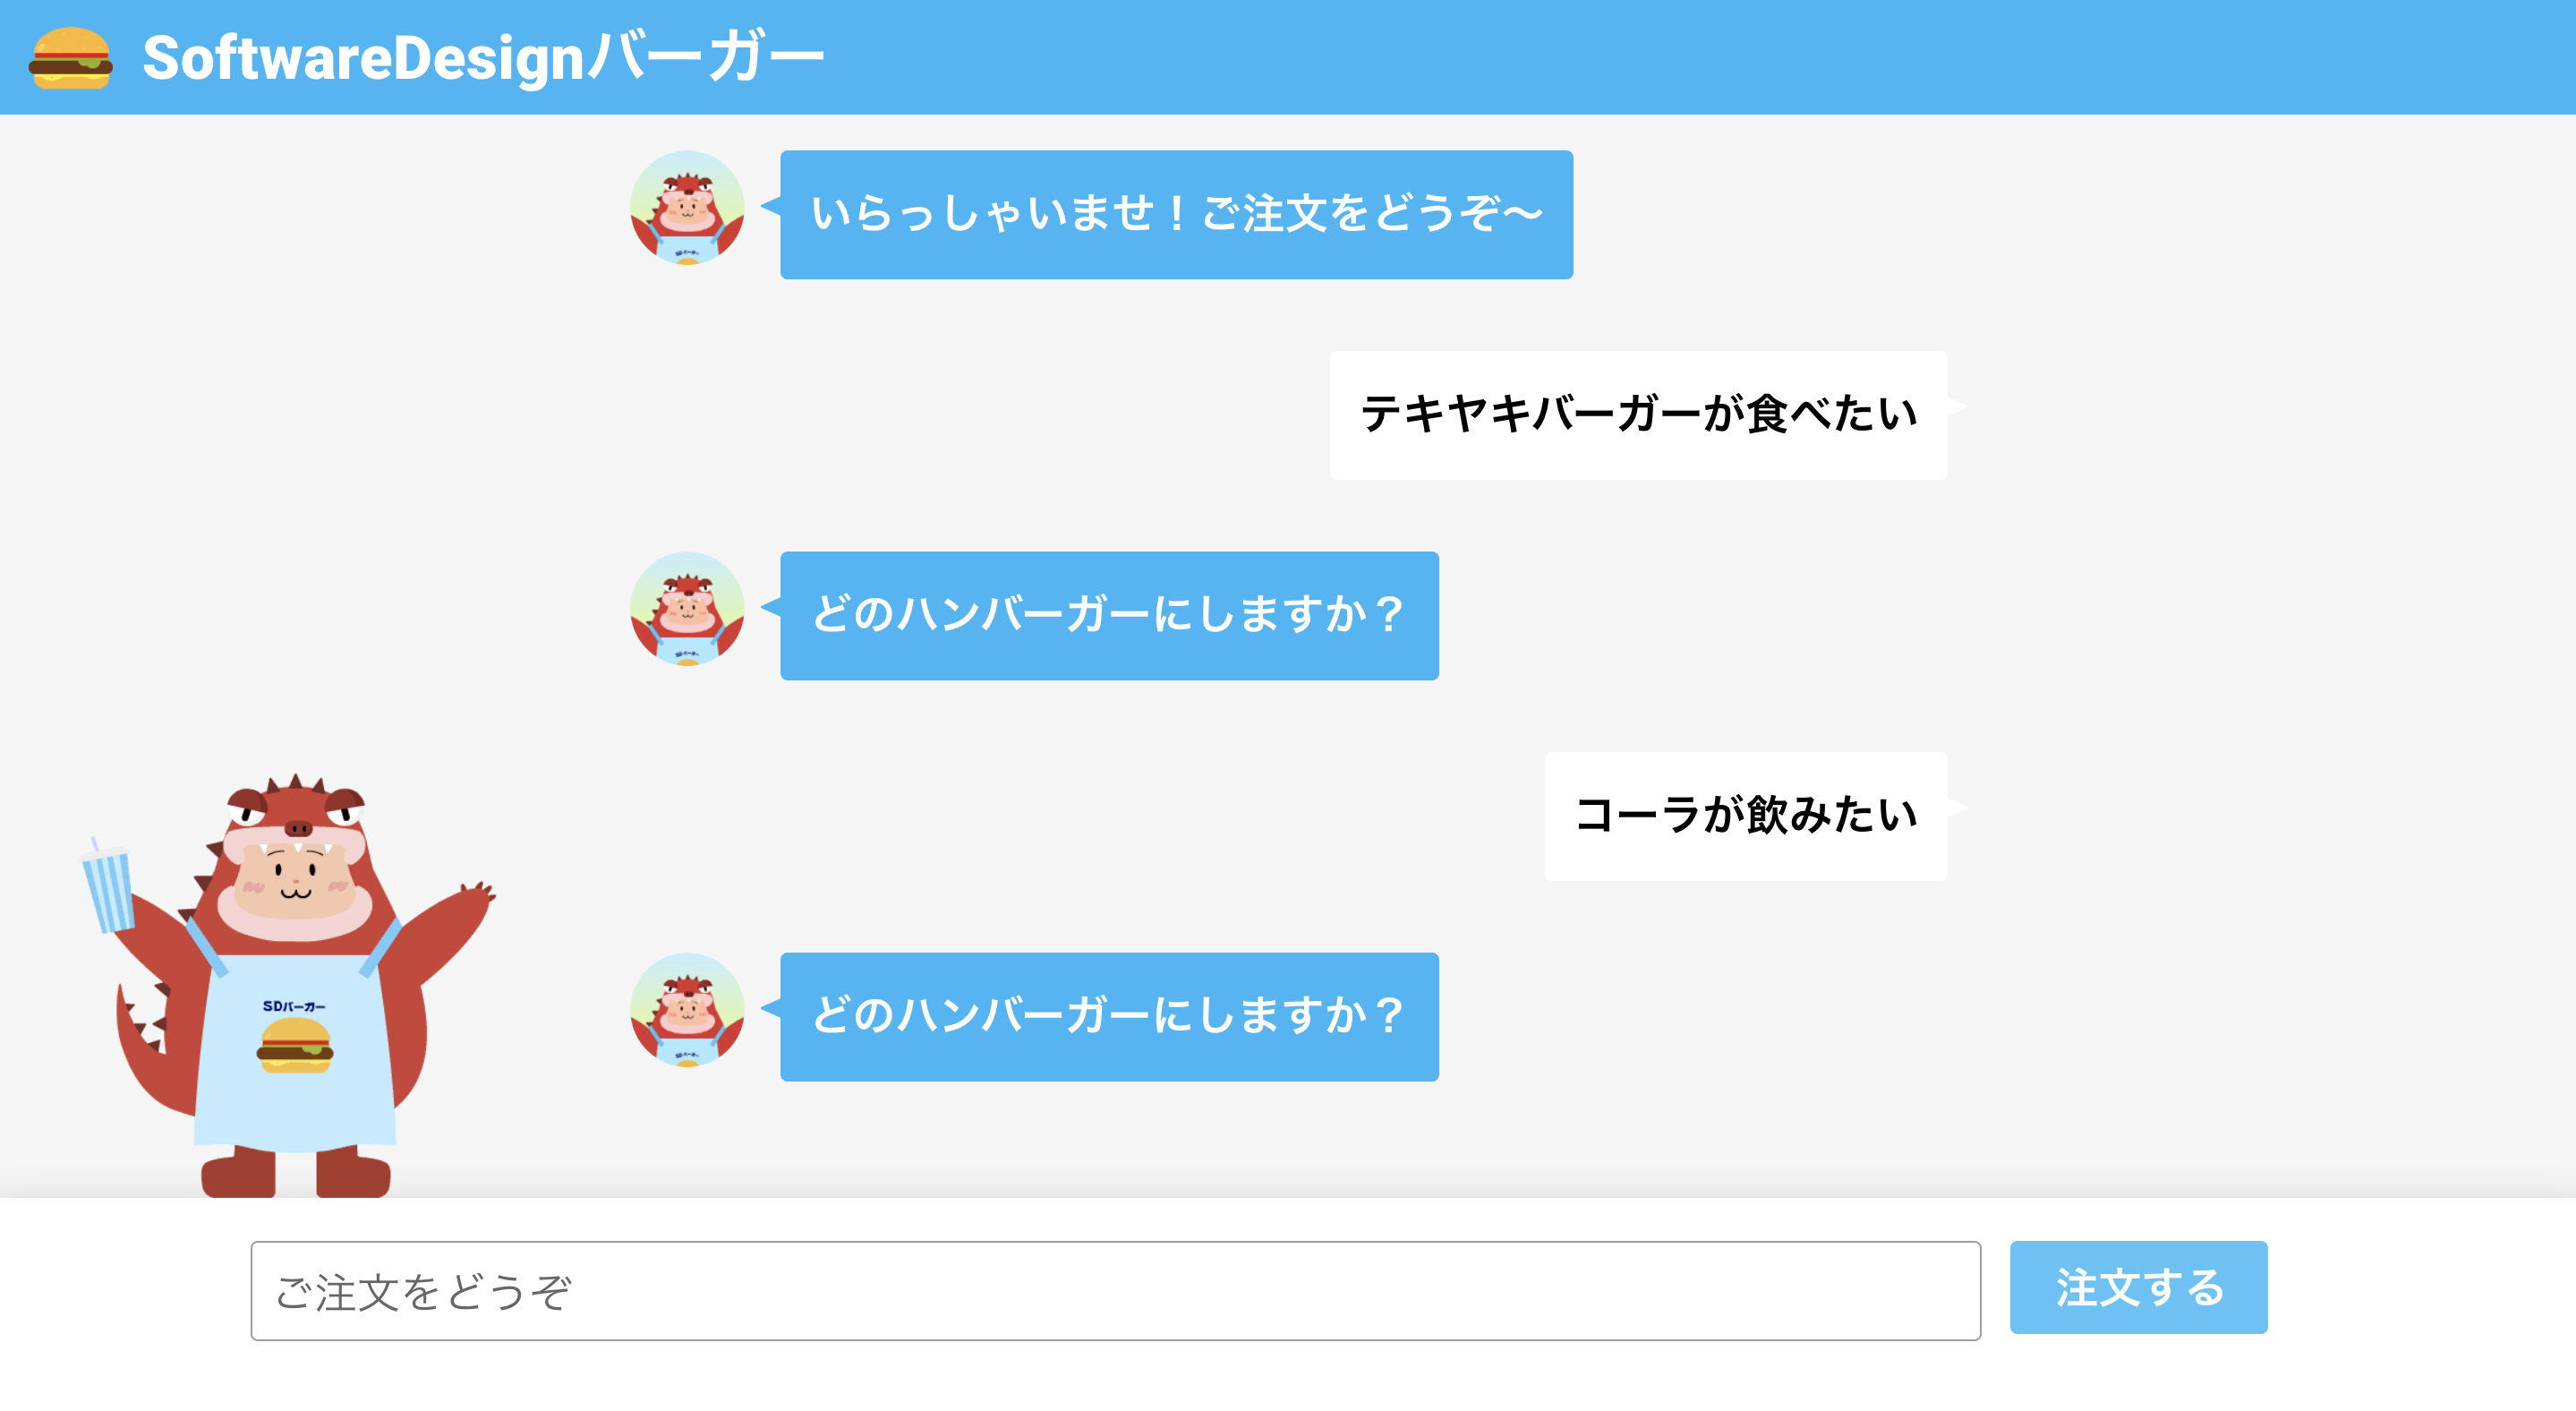 SoftwareDesignバーガー
いらっしゃいませ！ご注文をどうぞ〜
テキヤキバーガーが食べたい
どのハンバーガーにしますか？
コーラが飲みたい
どのハンバーガーにしますか？
SDバーガー
ご注文をどうぞ
注文する